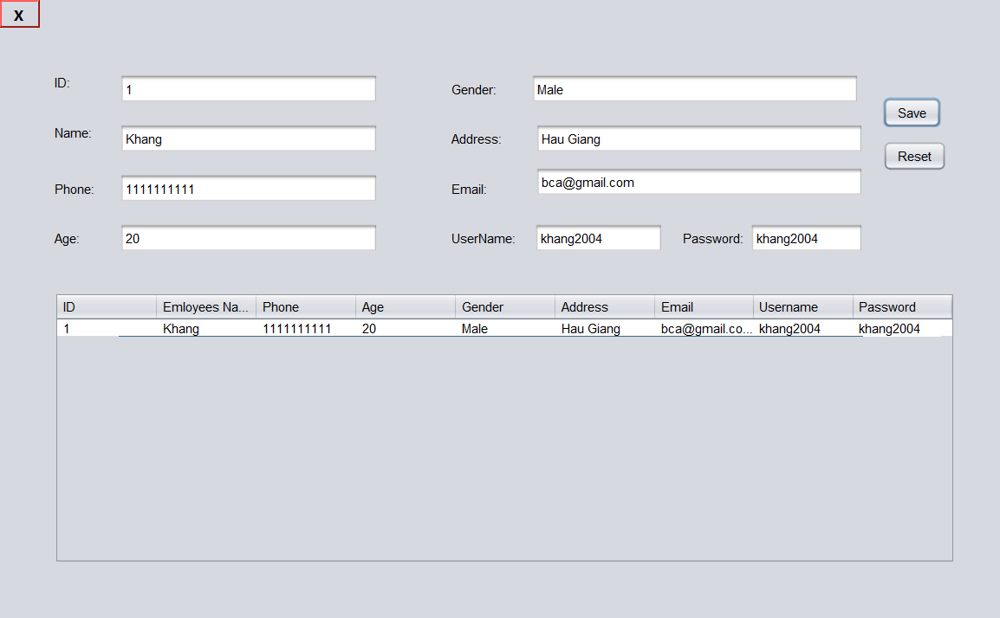 X
ID: 1 Gender: Male
Save
Name: Khang Address: Hau Giang
Reset
Phone: 1111111111 Email: bca@gmail.com
Age: 20 UserName: khang2004 Password: khang2004
ID Emloyees Na... Phone Age Gender Address Email Username Password
1 Khang 1111111111 20 Male Hau Giang bca@gmail.co... khang2004 khang2004